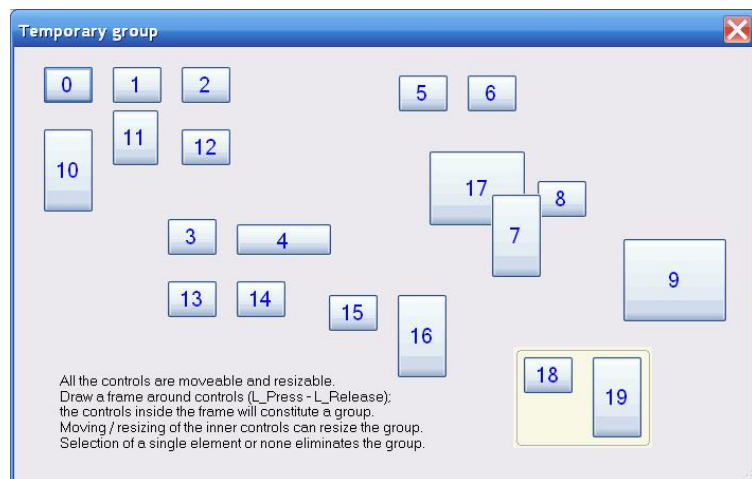 Temporary group
0 1 2
5 6
11
10 12
17
8
7
3 4
9
13 14
15
16
18
19
All the controls are moveable and resizable.
Draw a frame around controls (L_Press - L_Release);
the controls inside the frame will constitute a group.
Moving / resizing of the inner controls can resize the group.
Selection of a single element or none eliminates the group.